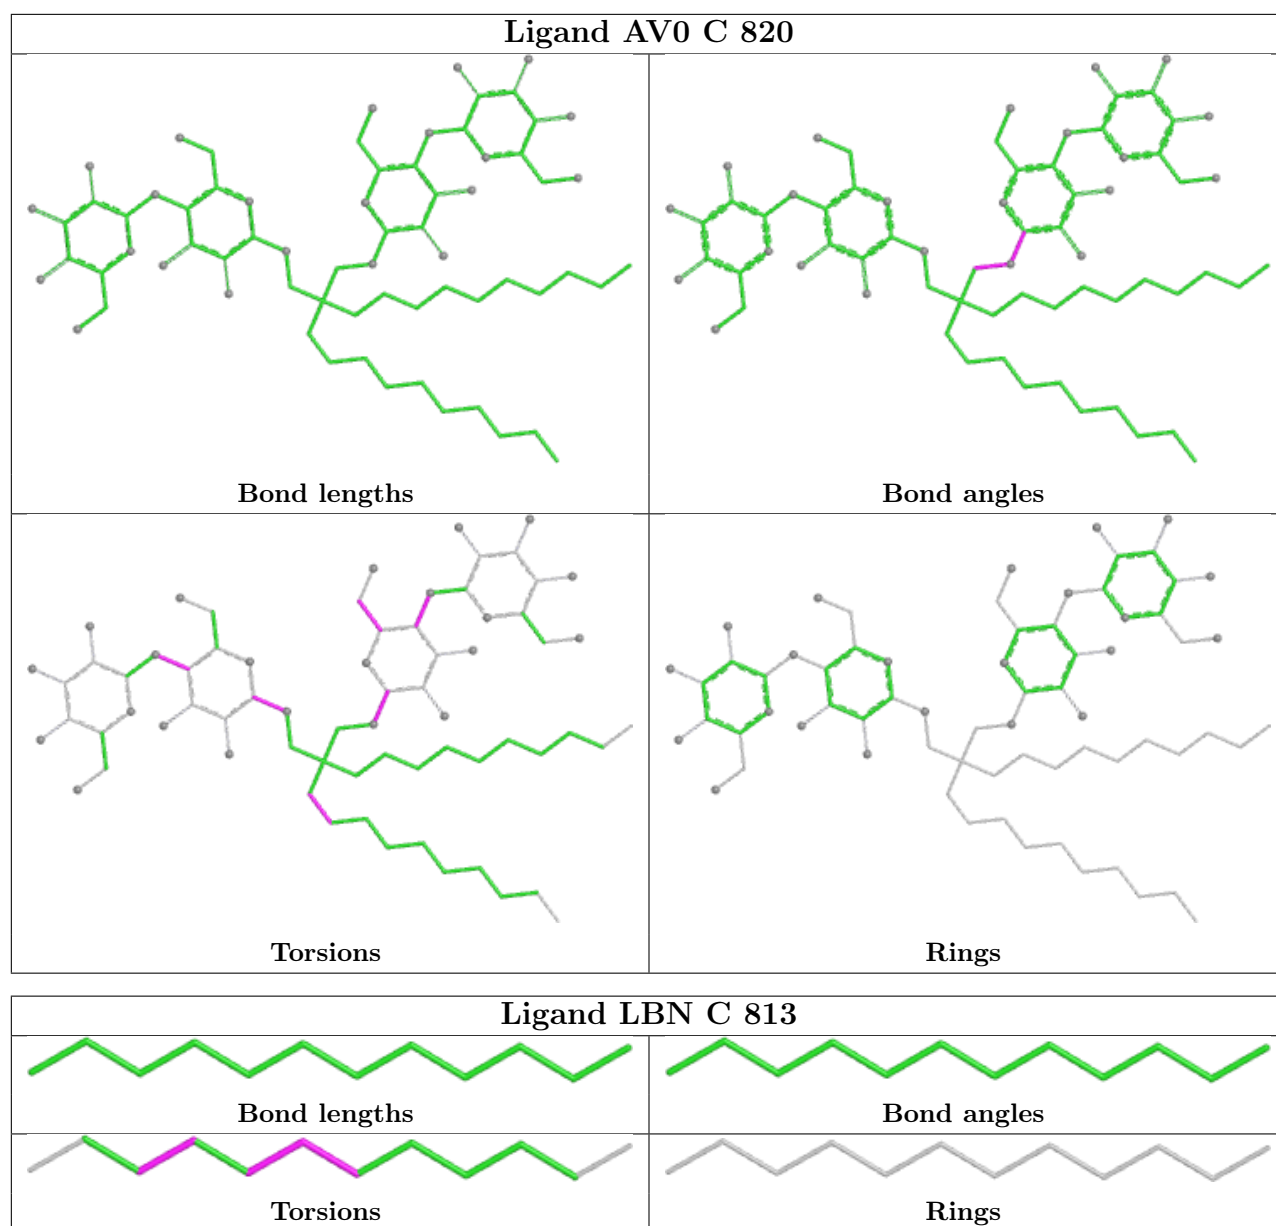 Ligand AV0 C 820
Bond lengths
Bond angles
Torsions
Rings
Ligand LBN C 813
Bond lengths
Bond angles
Torsions
Rings